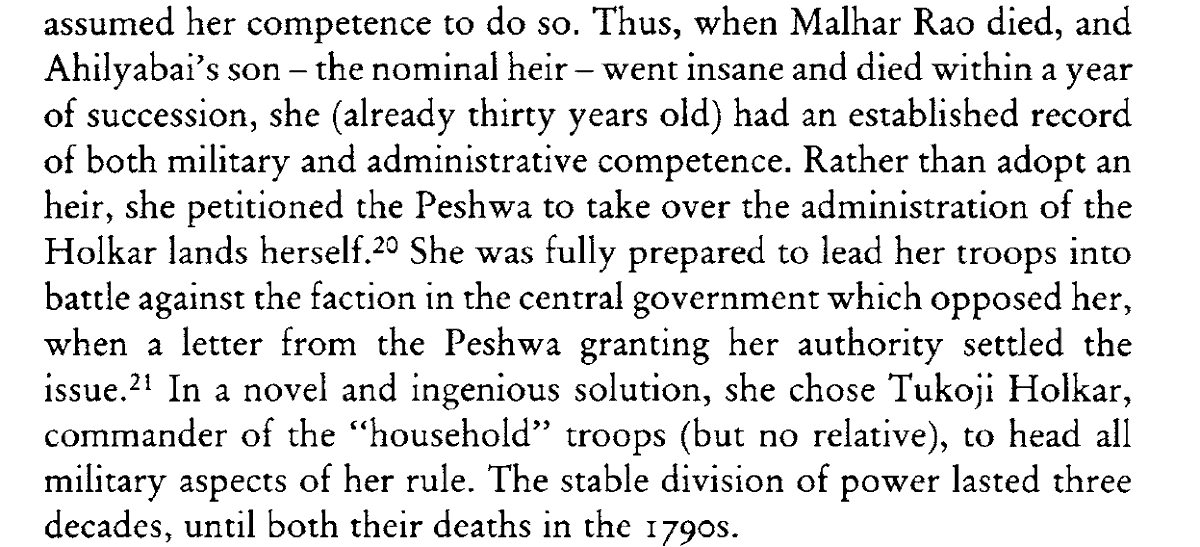 assumed her competence to do so. Thus, when Malhar Rao died, and
Ahilyabai's son – the nominal heir – went insane and died within a year
of succession, she (already thirty years old) had an established record
of both military and administrative competence. Rather than adopt an
heir, she petitioned the Peshwa to take over the administration of the
Holkar lands herself.²⁰ She was fully prepared to lead her troops into
battle against the faction in the central government which opposed her,
when a letter from the Peshwa granting her authority settled the
issue.²¹ In a novel and ingenious solution, she chose Tukoji Holkar,
commander of the “household” troops (but no relative), to head all
military aspects of her rule. The stable division of power lasted three
decades, until both their deaths in the 1790s.